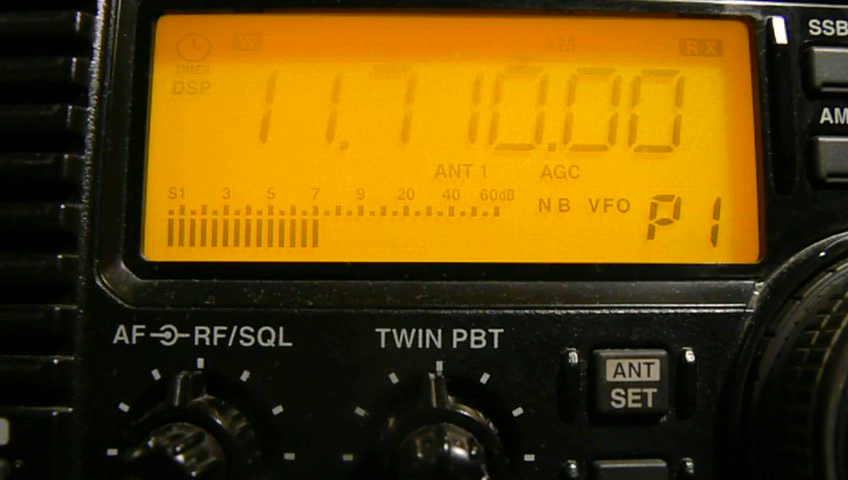 W AM RX
TIMER
DSP
11.710.00
ANT 1 AGC
S1 3 5 7 9 20 40 60dB
NB VFO P1
SSB
AM
AF RF/SQL
TWIN PBT
ANT
SET